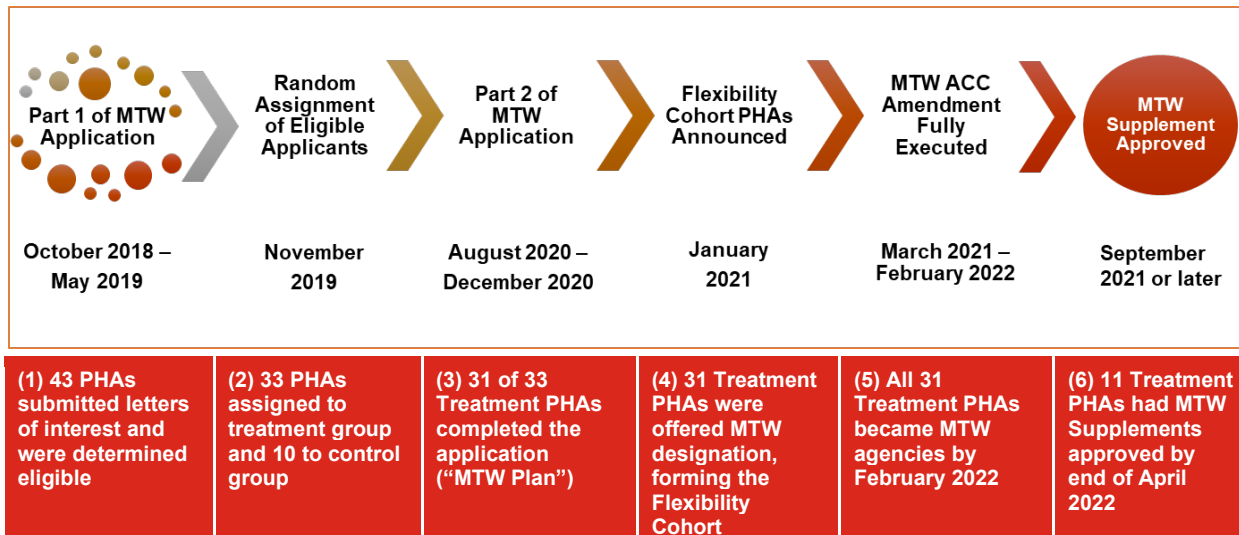 Part 1 of MTW
Application
Random
Assignment
of Eligible
Applicants
Part 2 of
MTW
Application
Flexibility
Cohort PHAs
Announced
MTW ACC
Amendment
Fully
Executed
MTW
Supplement
Approved
October 2018 –
May 2019
November
2019
August 2020 –
December 2020
January
2021
March 2021 –
February 2022
September
2021 or later
(1) 43 PHAs
submitted letters
of interest and
were determined
eligible
(2) 33 PHAs
assigned to
treatment group
and 10 to control
group
(3) 31 of 33
Treatment PHAs
completed the
application
(“MTW Plan”)
(4) 31 Treatment
PHAs were
offered MTW
designation,
forming the
Flexibility
Cohort
(5) All 31
Treatment PHAs
became MTW
agencies by
February 2022
(6) 11 Treatment
PHAs had MTW
Supplements
approved by
end of April
2022